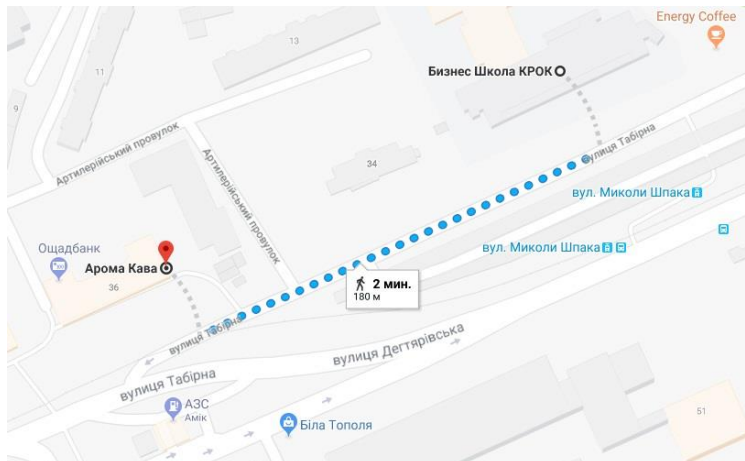 Energy Coffee
13
11
Бизнес Школа КРОК
9
Артилерійський провулок
Артилерійський провулок
34
вулиця Табірна
вул. Миколи Шпака
Ощадбанк
вул. Миколи Шпака
Арома Кава
36
2 мин.
180 м
вулиця Табірна
вулиця Дегтярівська
вулиця Табірна
АЗС
Амік
51
Біла Тополя